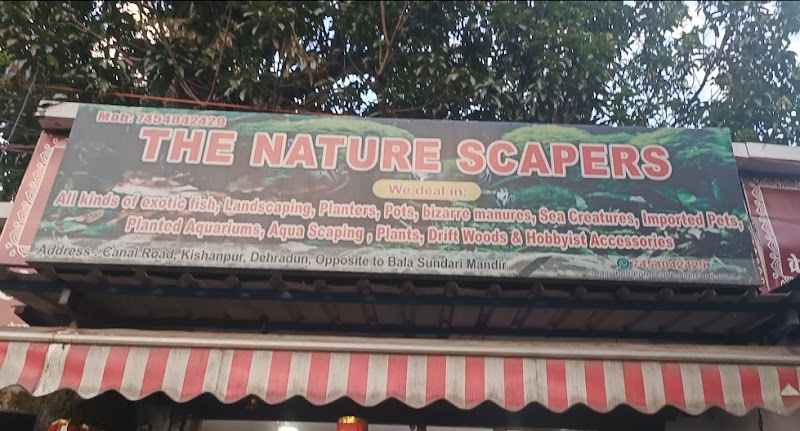 Mob: 7454042429
THE NATURE SCAPERS
We deal in:
All kinds of exotic fish, Landscaping, Planters, Pots, bizarre manures, Sea Creatures, Imported Pets,
Planted Aquariums, Aqua Scaping , Plants, Drift Woods & Hobbyist Accessories
Address : Canal Road, Kishanpur, Dehradun, Opposite to Bala Sundari Mandir.
7454042429